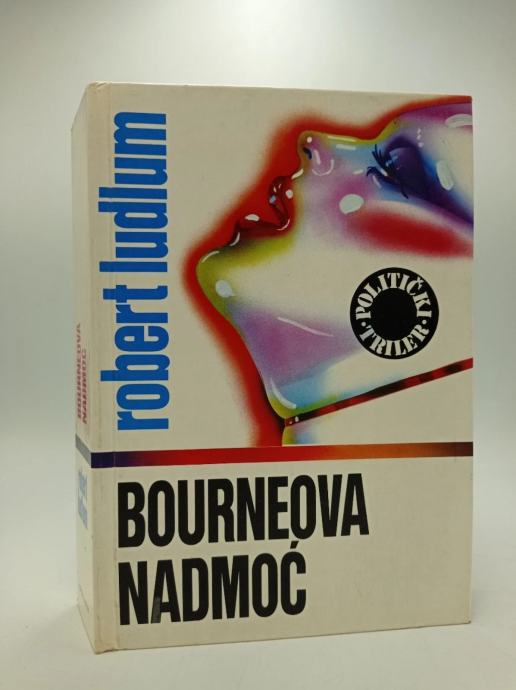 robert ludlum
POLITIČKI
TRILER
BOURNEOVA
NADMOĆ
BOURNEOVA
NADMOĆ